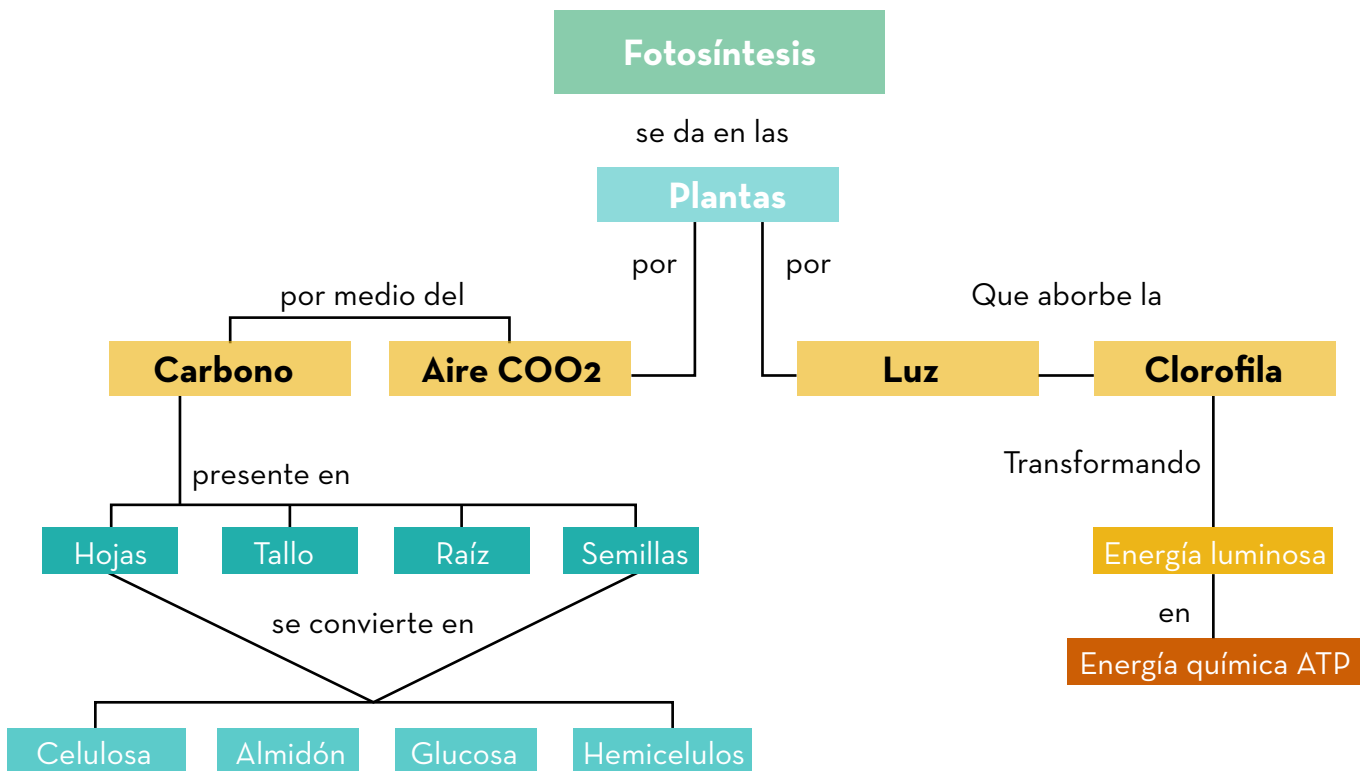 Fotosíntesis
se da en las
Plantas
por
por
por medio del
Que aborbe la
Carbono
Aire COO2
Luz
Clorofila
presente en
Transformando
Hojas
Tallo
Raíz
Semillas
Energía luminosa
se convierte en
en
Energía química ATP
Celulosa
Almidón
Glucosa
Hemicelulos